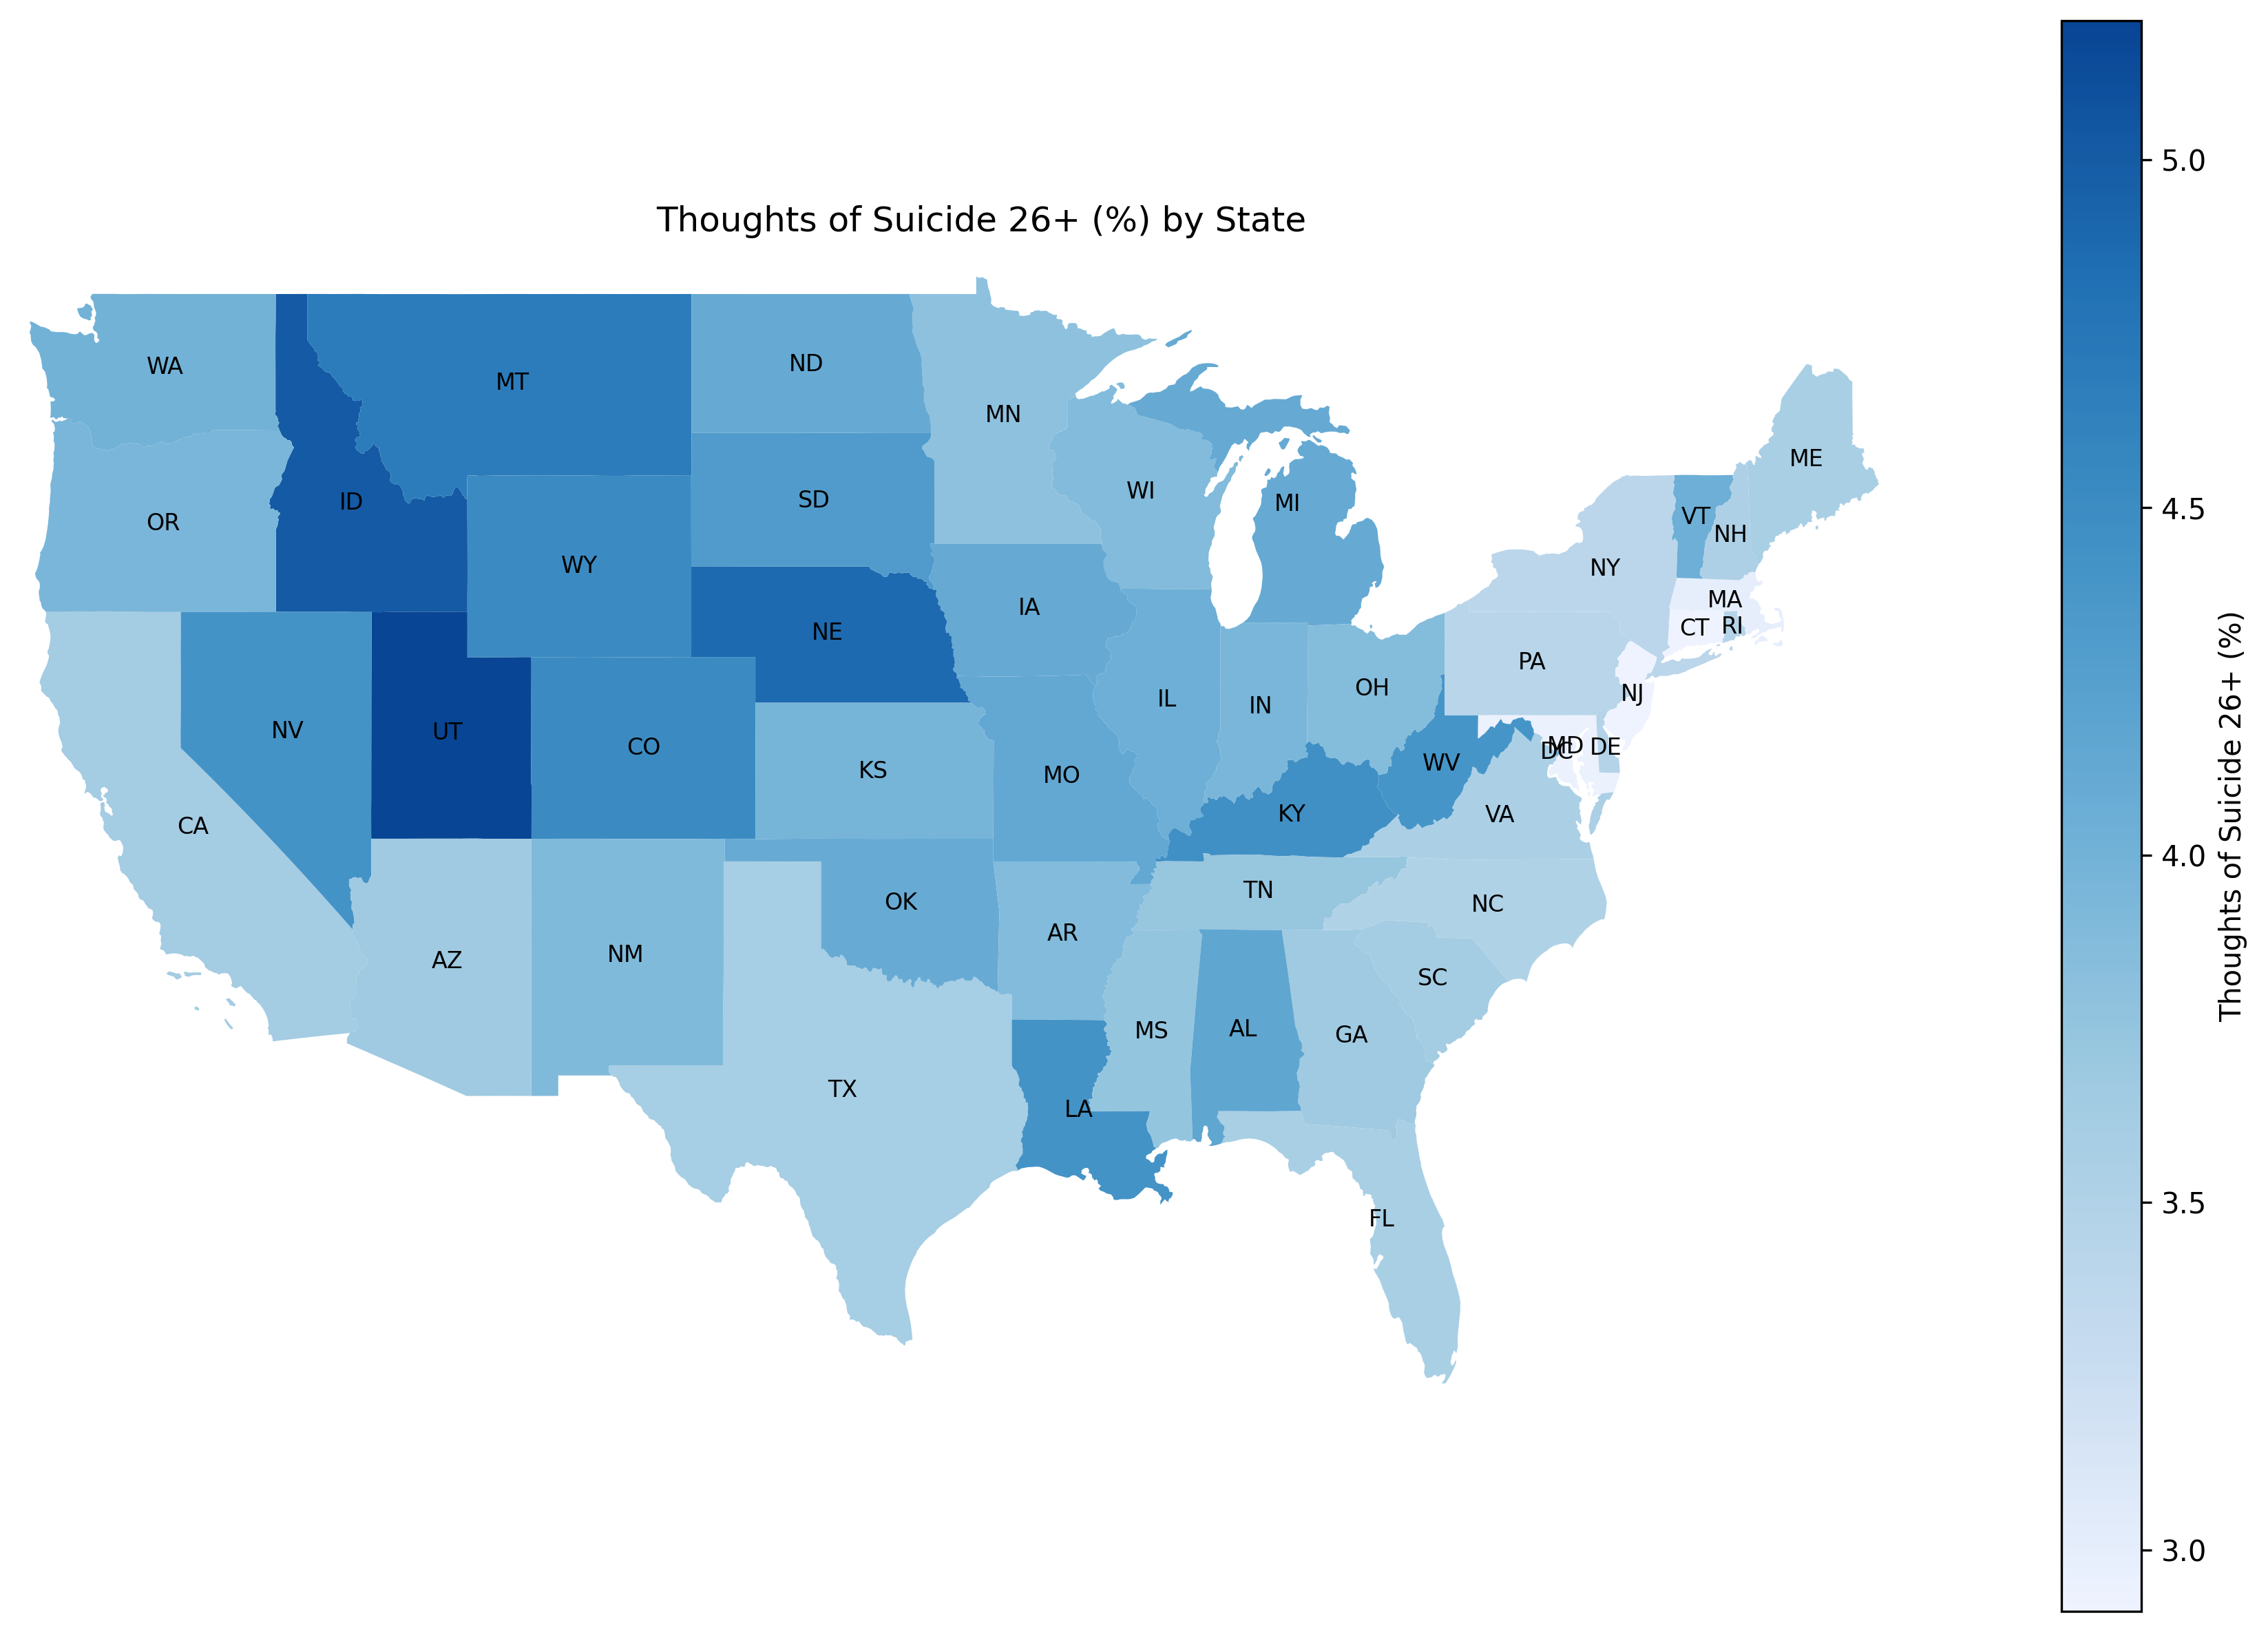 Thoughts of Suicide 26+ (%) by State
WA
MT
ND
MN
ME
OR
ID
WY
SD
WI
MI
VT
NH
NY
MA
CT
RI
IA
NE
PA
NJ
NV
UT
CO
KS
MO
IL
IN
OH
WV
DC
MD
DE
CA
KY
VA
AZ
NM
OK
AR
TN
NC
SC
TX
LA
MS
AL
GA
FL
5.0
4.5
4.0
3.5
3.0
Thoughts of Suicide 26+ (%)